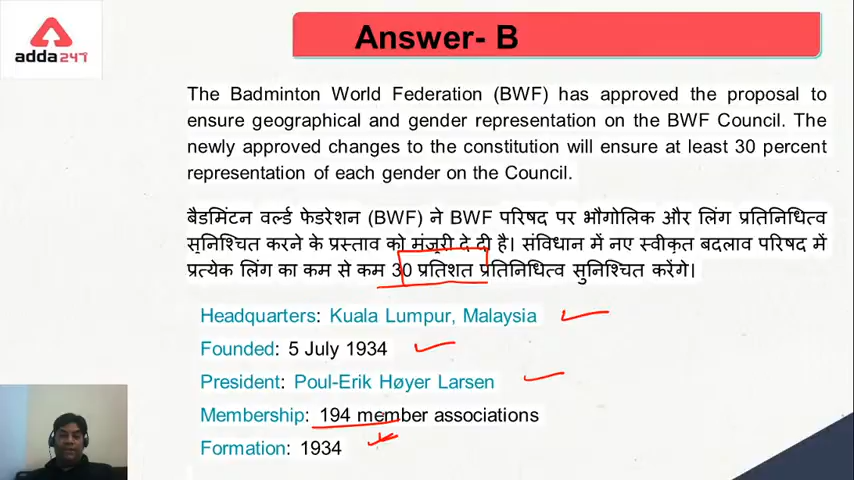 Answer- B
adda247
The Badminton World Federation (BWF) has approved the proposal to
ensure geographical and gender representation on the BWF Council. The
newly approved changes to the constitution will ensure at least 30 percent
representation of each gender on the Council.
बैडमिंटन वर्ल्ड फेडरेशन (BWF) ने BWF परिषद पर भौगोलिक और लिंग प्रतिनिधित्व
सुनिश्चित करने के प्रस्ताव को मंजूरी दे दी है। संविधान में नए स्वीकृत बदलाव परिषद में
प्रत्येक लिंग का कम से कम 30 प्रतिशत प्रतिनिधित्व सुनिश्चित करेंगे।
Headquarters: Kuala Lumpur, Malaysia
Founded: 5 July 1934
President: Poul-Erik Høyer Larsen
Membership: 194 member associations
Formation: 1934